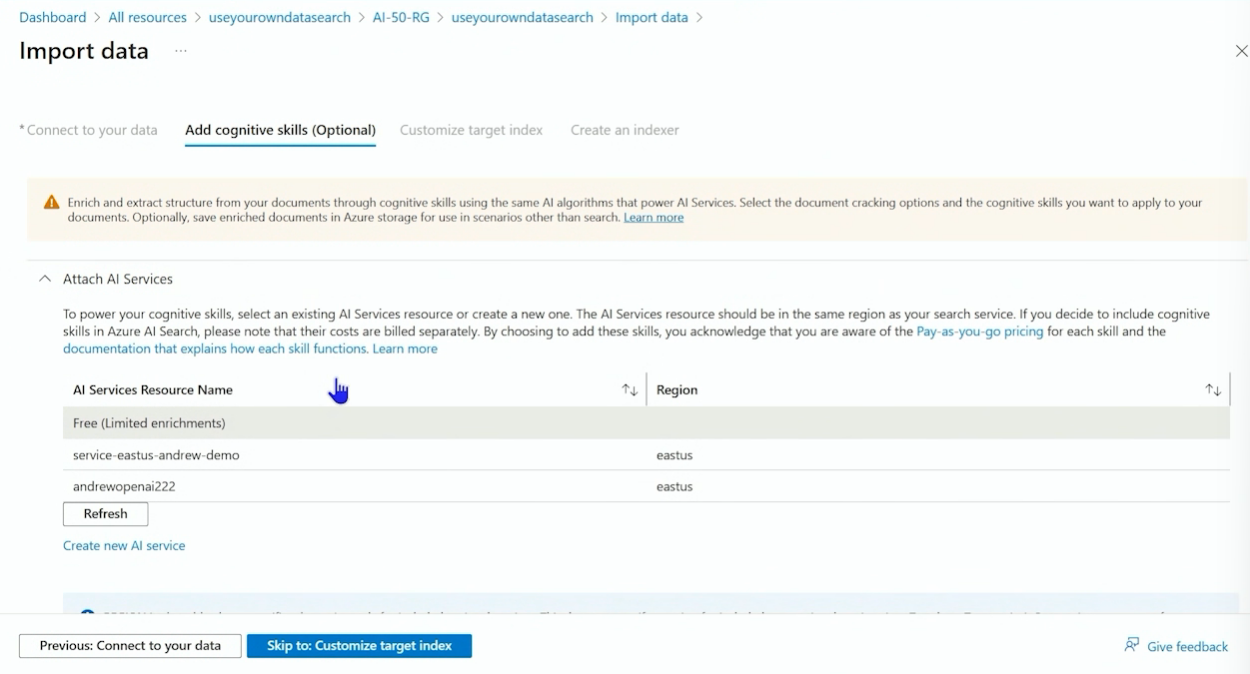 Dashboard > All resources > useyourowndatasearch > AI-50-RG > useyourowndatasearch > Import data >
Import data ...
* Connect to your data Add cognitive skills (Optional) Customize target index Create an indexer
Enrich and extract structure from your documents through cognitive skills using the same AI algorithms that power AI Services. Select the document cracking options and the cognitive skills you want to apply to your
documents. Optionally, save enriched documents in Azure storage for use in scenarios other than search. Learn more
Attach AI Services
To power your cognitive skills, select an existing AI Services resource or create a new one. The AI Services resource should be in the same region as your search service. If you decide to include cognitive
skills in Azure AI Search, please note that their costs are billed separately. By choosing to add these skills, you acknowledge that you are aware of the Pay-as-you-go pricing for each skill and the
documentation that explains how each skill functions. Learn more
AI Services Resource Name Region
Free (Limited enrichments)
service-eastus-andrew-demo eastus
andrewopenai222 eastus
Refresh
Create new AI service
Previous: Connect to your data Skip to: Customize target index Give feedback